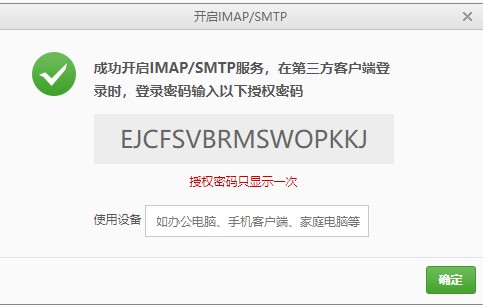 开启IMAP/SMTP
成功开启IMAP/SMTP服务，在第三方客户端登
录时，登录密码输入以下授权密码
EJCFSVBRMSWOPKKJ
授权密码只显示一次
使用设备 如办公电脑、手机客户端、家庭电脑等
确定